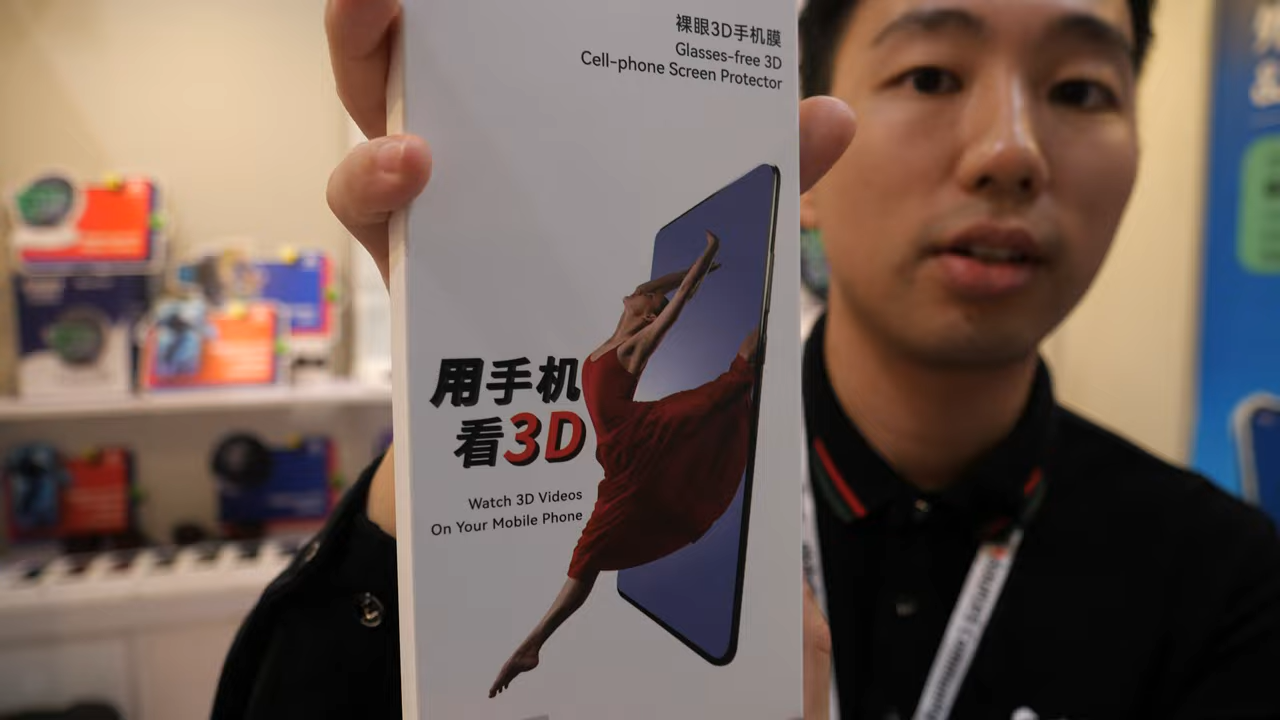 裸眼3D手机膜
Glasses-free 3D
Cell-phone Screen Protector
用手机
看3D
Watch 3D Videos
On Your Mobile Phone